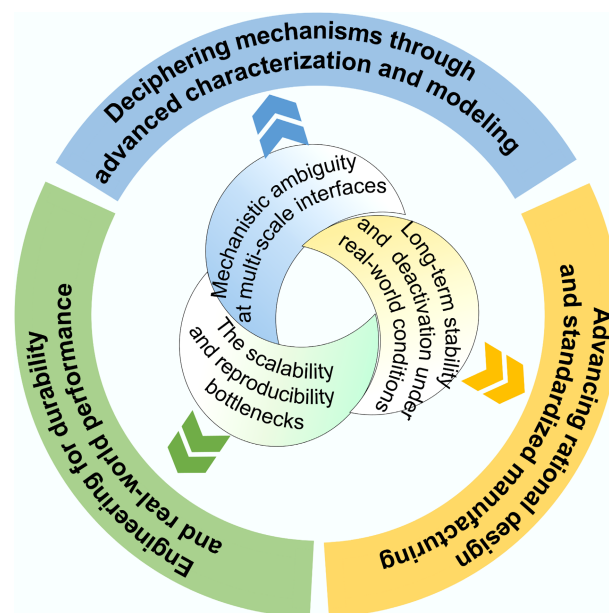 Deciphering mechanisms through
advanced characterization and modeling
Mechanistic ambiguity
at multi-scale interfaces
Long-term stability
and deactivation under
real-world conditions
The scalability
and reproducibility
bottlenecks
Engineering for durability
and real-world performance
Advancing rational design
and standardized manufacturing